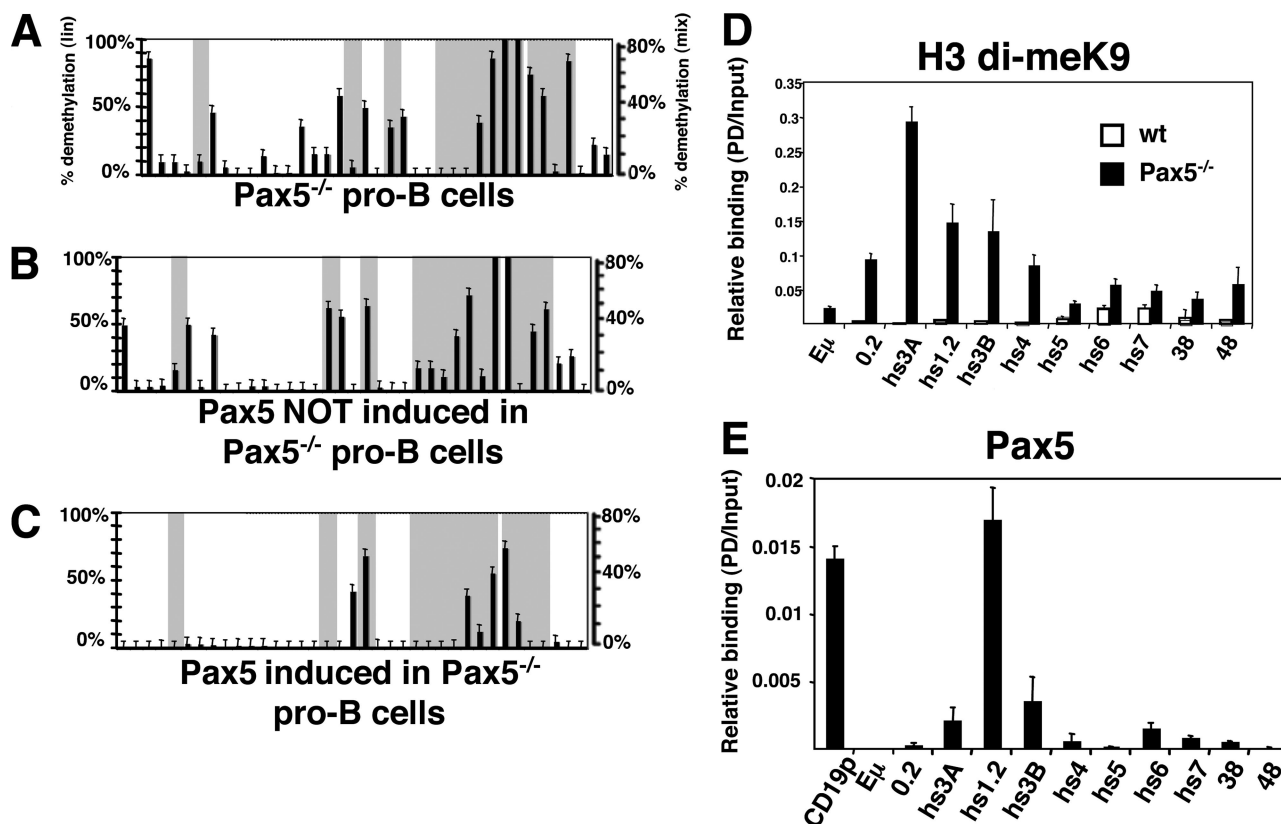 A
% demethylation (lin)
100%
50%
0%
80%
40%
0%
% demethylation (mix)
Pax5-/- pro-B cells
B
100%
50%
0%
80%
40%
0%
Pax5 NOT induced in
Pax5-/- pro-B cells
C
100%
50%
0%
80%
40%
0%
Pax5 induced in Pax5-/-
pro-B cells
D
H3 di-meK9
Relative binding (PD/Input)
0.35
0.3
0.25
0.2
0.15
0.1
0.05
wt
Pax5-/-
Eμ
0.2
hs3A
hs1.2
hs3B
hs4
hs5
hs6
hs7
38
48
E
Pax5
Relative binding (PD/Input)
0.02
0.015
0.01
0.005
CD19p
Eμ
0.2
hs3A
hs1.2
hs3B
hs4
hs5
hs6
hs7
38
48